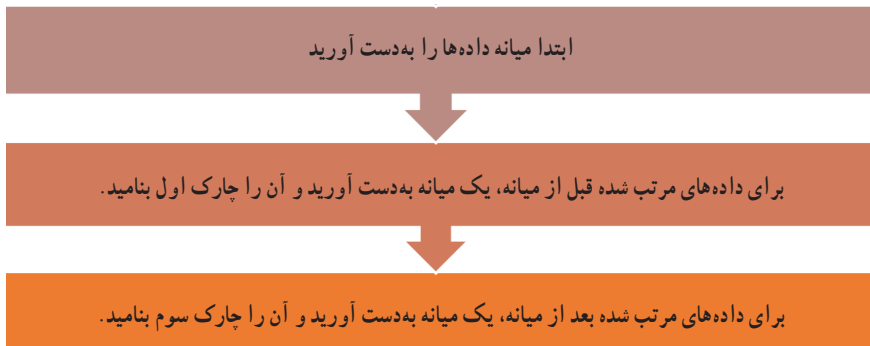 ابتدا میانه داده‌ها را به‌دست آورید
برای داده‌های مرتب شده قبل از میانه، یک میانه به‌دست آورید و آن را چارک اول بنامید.
برای داده‌های مرتب شده بعد از میانه، یک میانه به‌دست آورید و آن را چارک سوم بنامید.